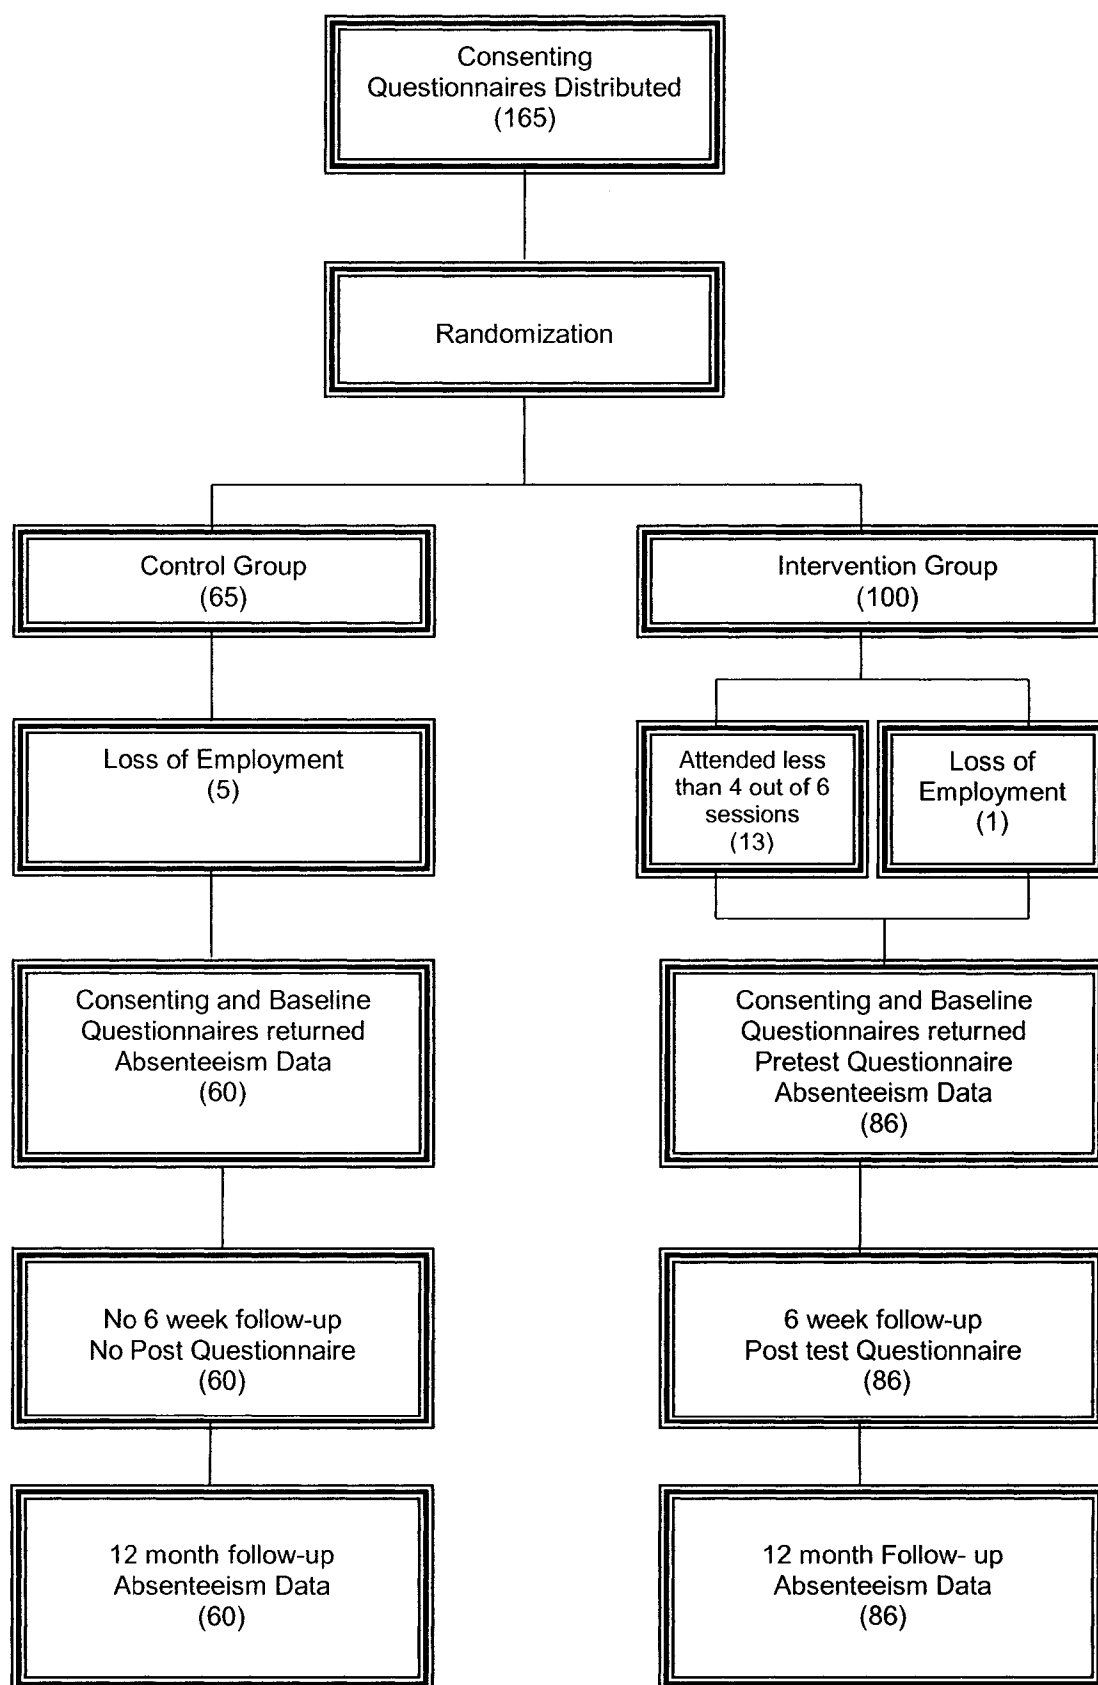 Consenting
Questionnaires Distributed
(165)
Randomization
Control Group
(65)
Intervention Group
(100)
Loss of Employment
(5)
Attended less
than 4 out of 6
sessions
(13)
Loss of
Employment
(1)
Consenting and Baseline
Questionnaires returned
Absenteeism Data
(60)
Consenting and Baseline
Questionnaires returned
Pretest Questionnaire
Absenteeism Data
(86)
No 6 week follow-up
No Post Questionnaire
(60)
6 week follow-up
Post test Questionnaire
(86)
12 month follow-up
Absenteeism Data
(60)
12 month Follow- up
Absenteeism Data
(86)